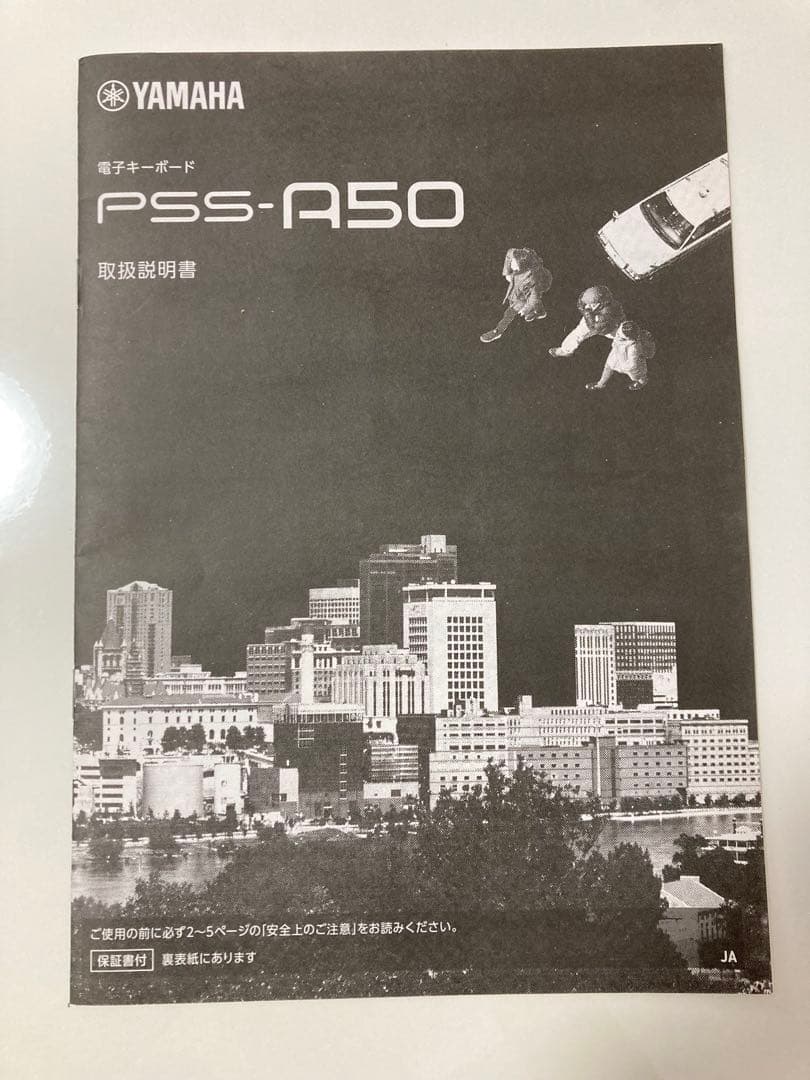 YAMAHA
電子キーボード
PSS-A50
取扱説明書
ご使用の前に必ず2〜5ページの「安全上のご注意」をお読みください。
保証書付 裏表紙にあります
JA